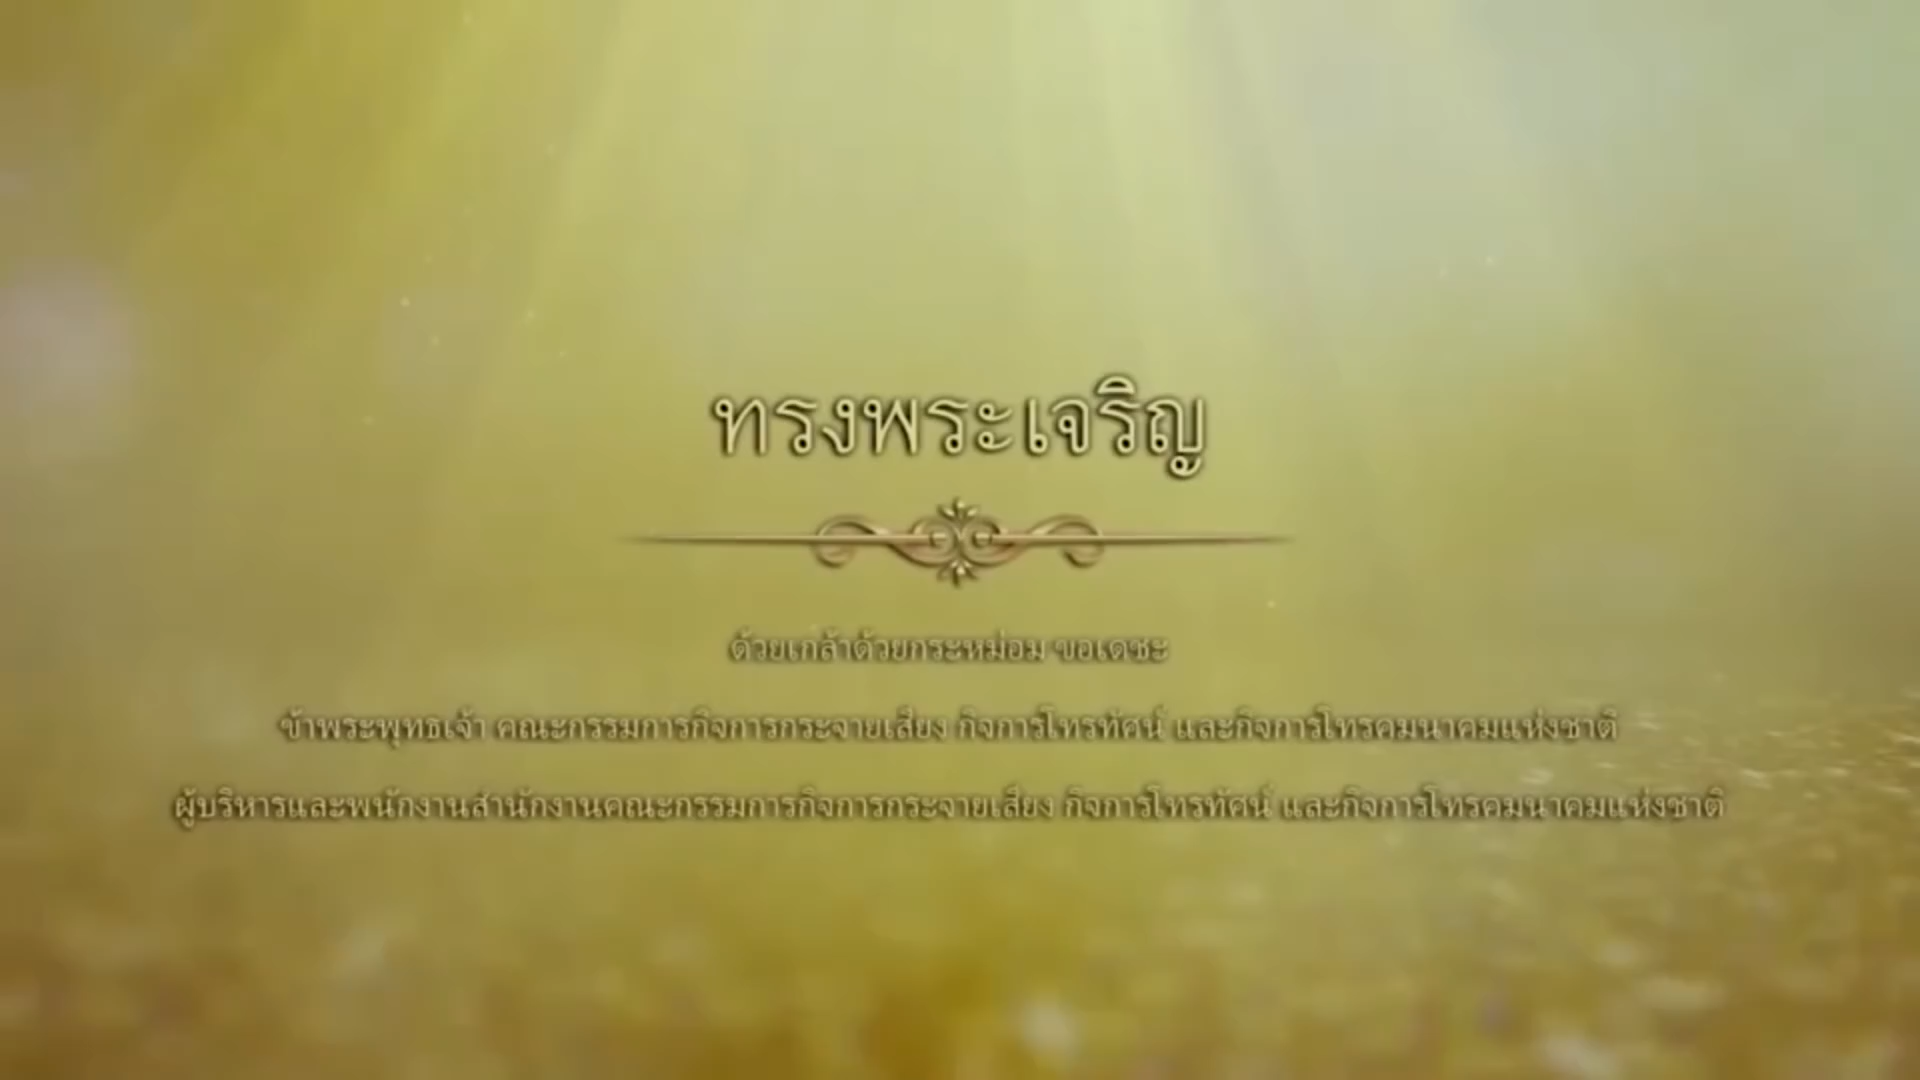 ทรงพระเจริญ
ด้วยเกล้าด้วยกระหม่อม ขอเดชะ
ข้าพระพุทธเจ้า คณะกรรมการกิจการกระจายเสียง กิจการโทรทัศน์ และกิจการโทรคมนาคมแห่งชาติ
ผู้บริหารและพนักงานสำนักงานคณะกรรมการกิจการกระจายเสียง กิจการโทรทัศน์ และกิจการโทรคมนาคมแห่งชาติ